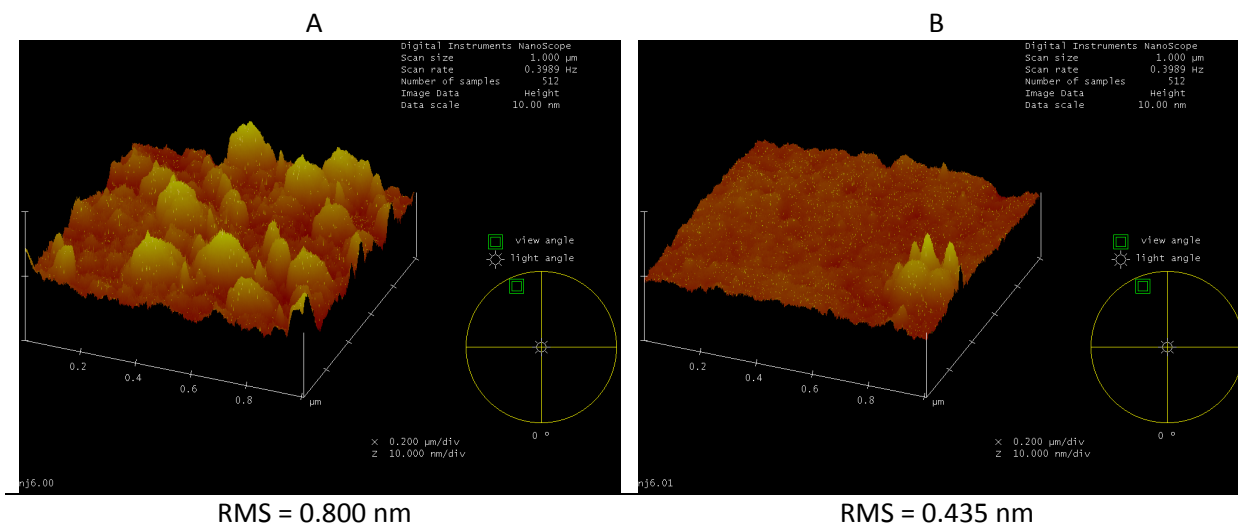 A
Digital Instruments NanoScope
Scan size 1.000 µm
Scan rate 0.3989 Hz
Number of samples 512
Image Data Height
Data scale 10.00 nm
view angle
light angle
0.2
0.4
0.6
0.8
µm
0 º
X 0.200 µm/div
Z 10.000 nm/div
nj6.00
RMS = 0.800 nm
B
Digital Instruments NanoScope
Scan size 1.000 µm
Scan rate 0.3989 Hz
Number of samples 512
Image Data Height
Data scale 10.00 nm
view angle
light angle
0.2
0.4
0.6
0.8
µm
0 º
X 0.200 µm/div
Z 10.000 nm/div
nj6.01
RMS = 0.435 nm